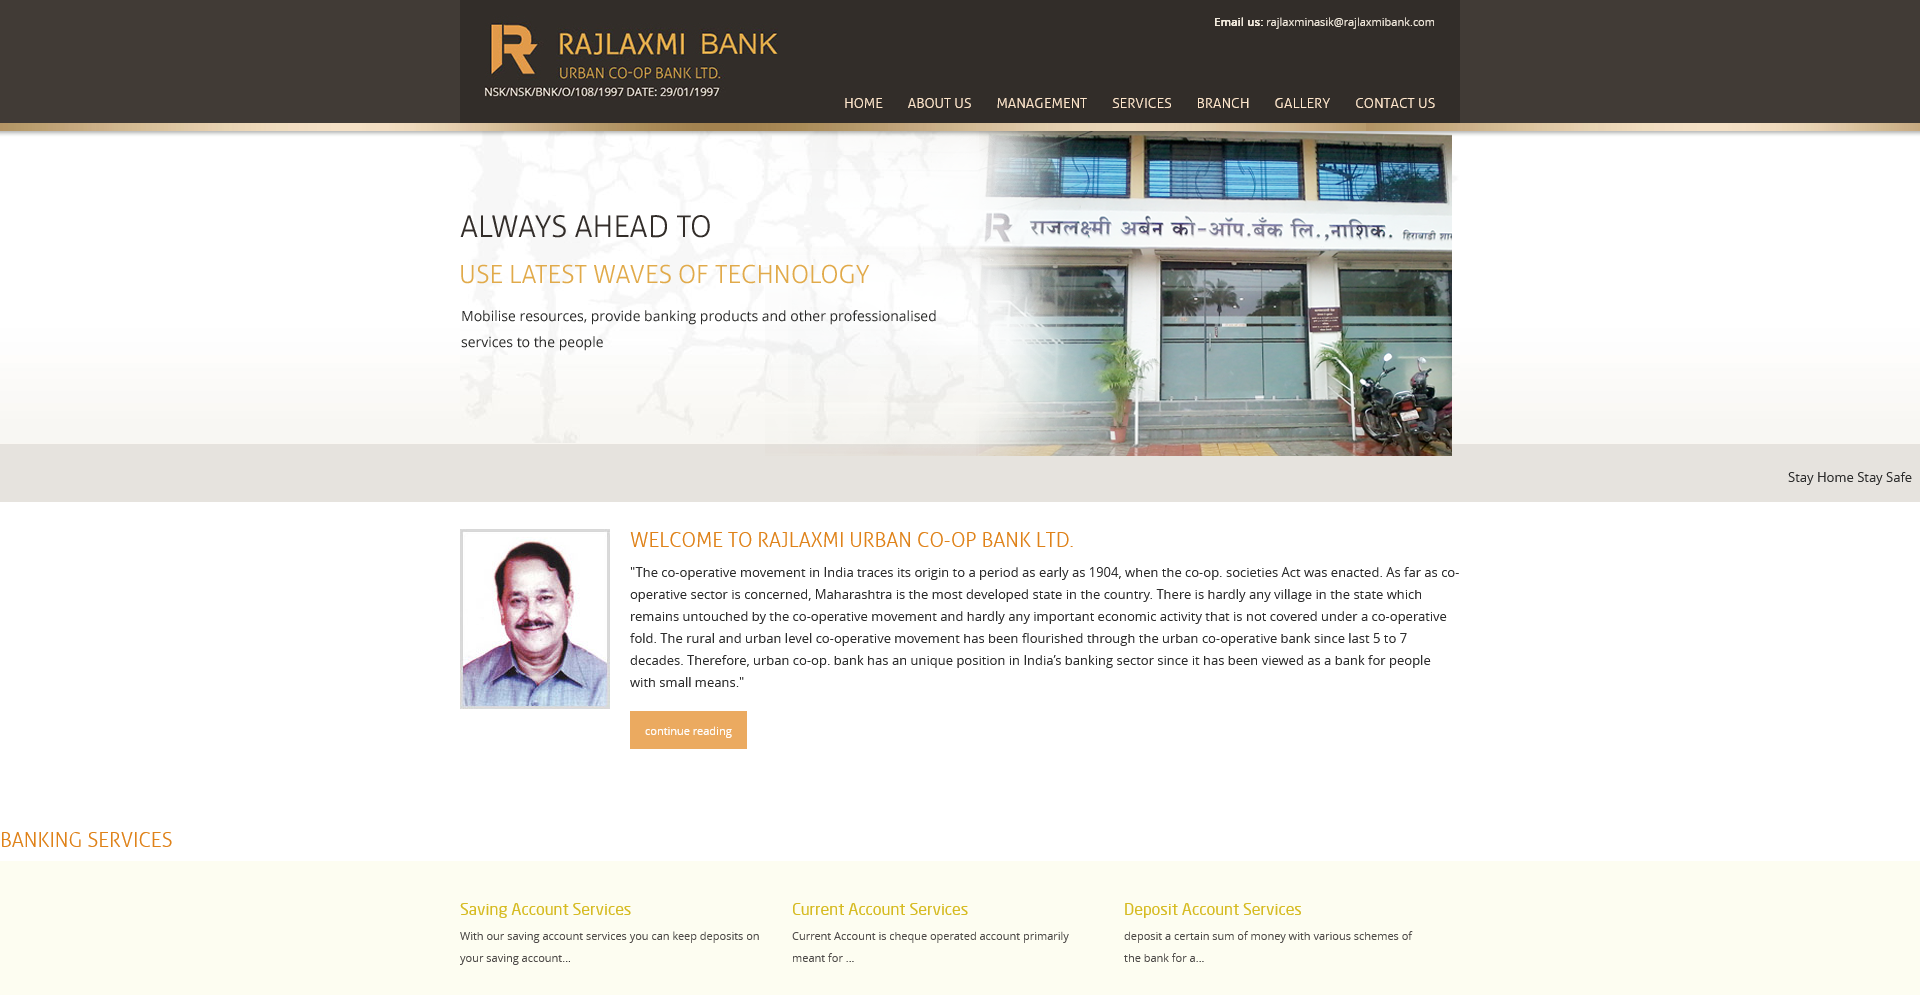 Email us: rajlaxminasik@rajlaxmibank.com
RAJLAXMI BANK
URBAN CO-OP BANK LTD.
NSK/NSK/BNK/O/108/1997 DATE: 29/01/1997
HOME ABOUT US MANAGEMENT SERVICES BRANCH GALLERY CONTACT US
ALWAYS AHEAD TO
USE LATEST WAVES OF TECHNOLOGY
Mobilise resources, provide banking products and other professionalised
services to the people
राजलक्ष्मी अर्बन को-ऑप.बँक लि.,नाशिक. हिरावाडी
Stay Home Stay Safe
WELCOME TO RAJLAXMI URBAN CO-OP BANK LTD.
"The co-operative movement in India traces its origin to a period as early as 1904, when the co-op. societies Act was enacted. As far as co-
operative sector is concerned, Maharashtra is the most developed state in the country. There is hardly any village in the state which
remains untouched by the co-operative movement and hardly any important economic activity that is not covered under a co-operative
fold. The rural and urban level co-operative movement has been flourished through the urban co-operative bank since last 5 to 7
decades. Therefore, urban co-op. bank has an unique position in India’s banking sector since it has been viewed as a bank for people
with small means."
continue reading
BANKING SERVICES
Saving Account Services
With our saving account services you can keep deposits on
your saving account...
Current Account Services
Current Account is cheque operated account primarily
meant for ...
Deposit Account Services
deposit a certain sum of money with various schemes of
the bank for a...